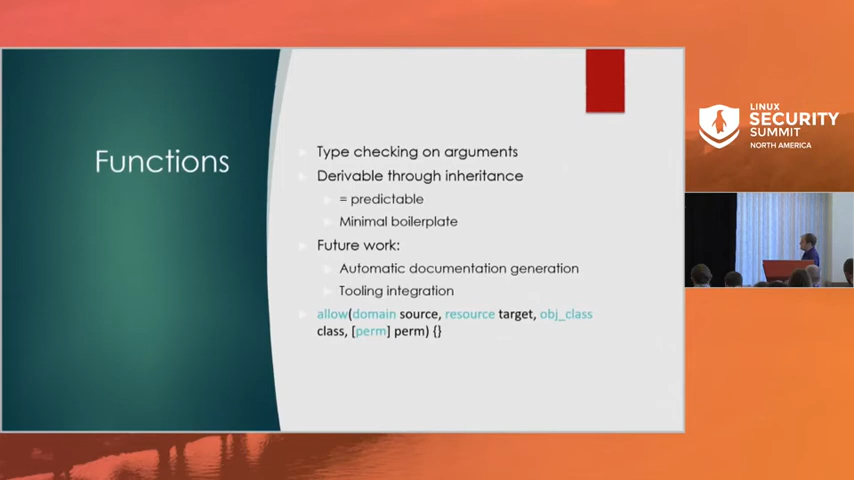 Functions
Type checking on arguments
Derivable through inheritance
= predictable
Minimal boilerplate
Future work:
Automatic documentation generation
Tooling integration
allow(domain source, resource target, obj_class
class, [perm] perm) {}
LINUX
SECURITY
SUMMIT
NORTH AMERICA